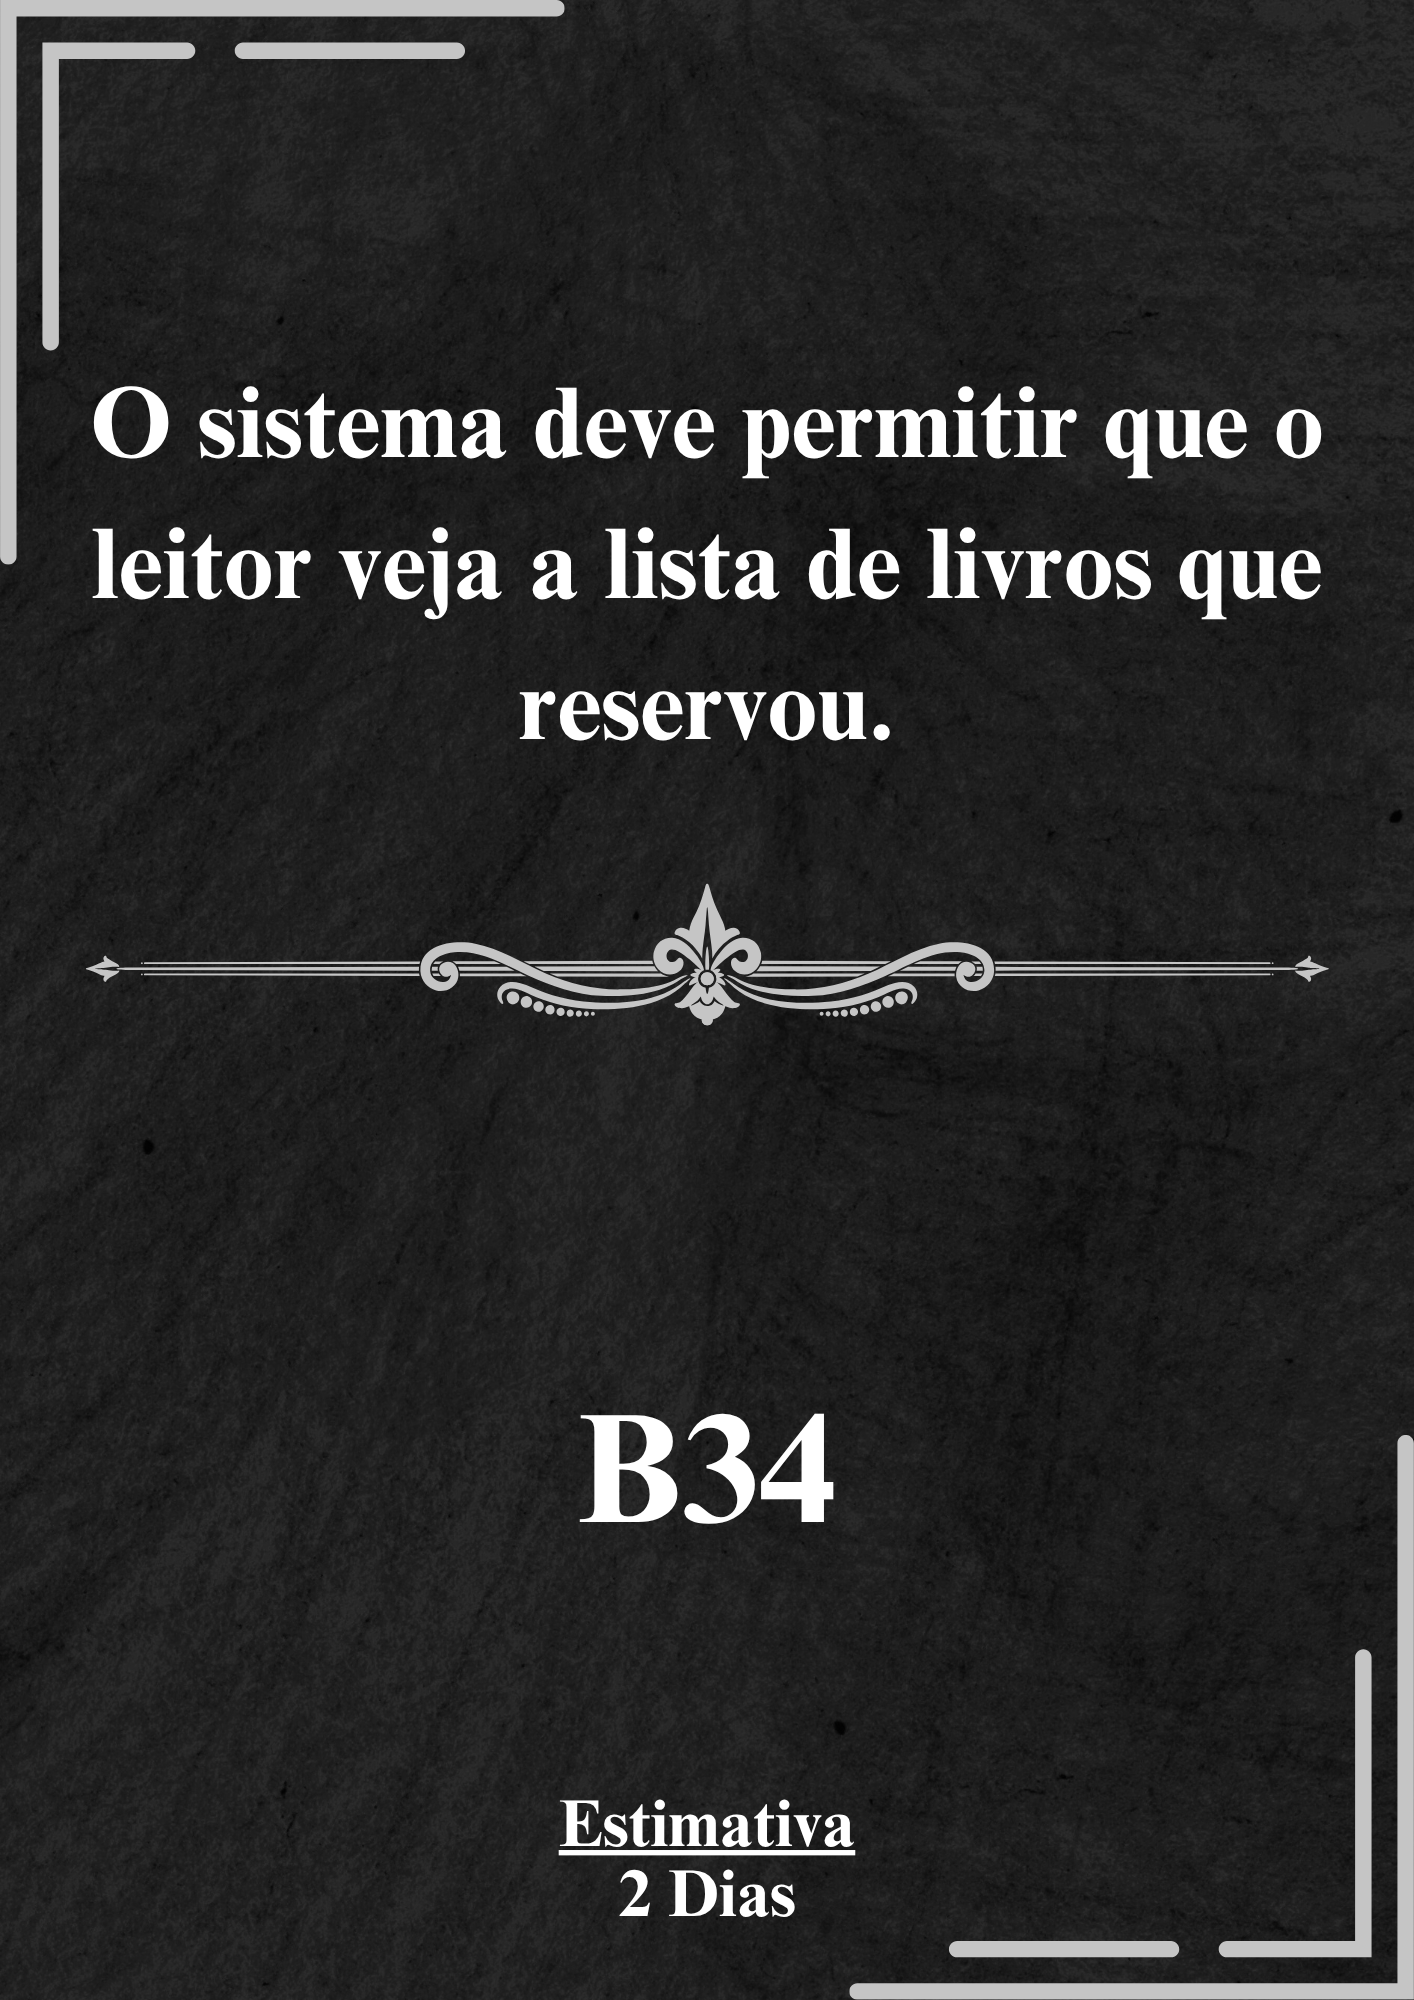 O sistema deve permitir que o
leitor veja a lista de livros que
reservou.
B34
Estimativa
2 Dias